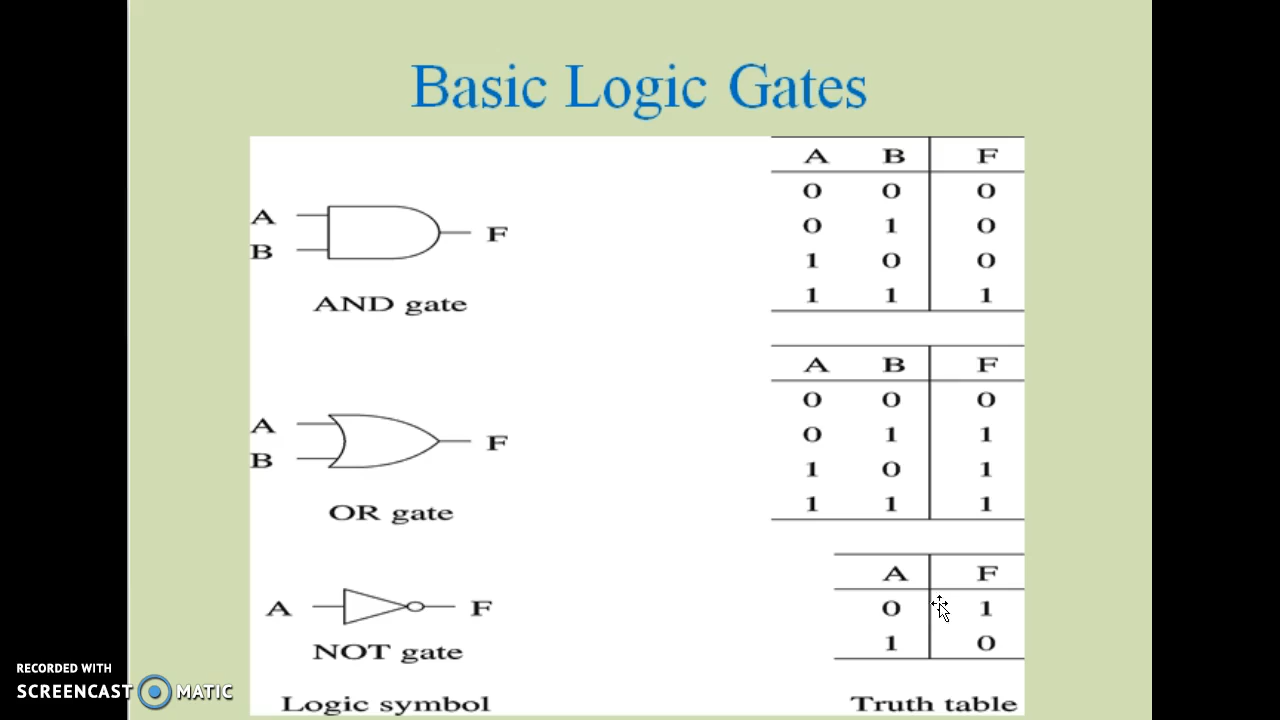 Basic Logic Gates
A
B
F
AND gate
A B F
0 0 0
0 1 0
1 0 0
1 1 1
A
B
F
OR gate
A B F
0 0 0
0 1 1
1 0 1
1 1 1
A F
NOT gate
A F
0 1
1 0
Logic symbol
Truth table
RECORDED WITH
SCREENCAST MATIC